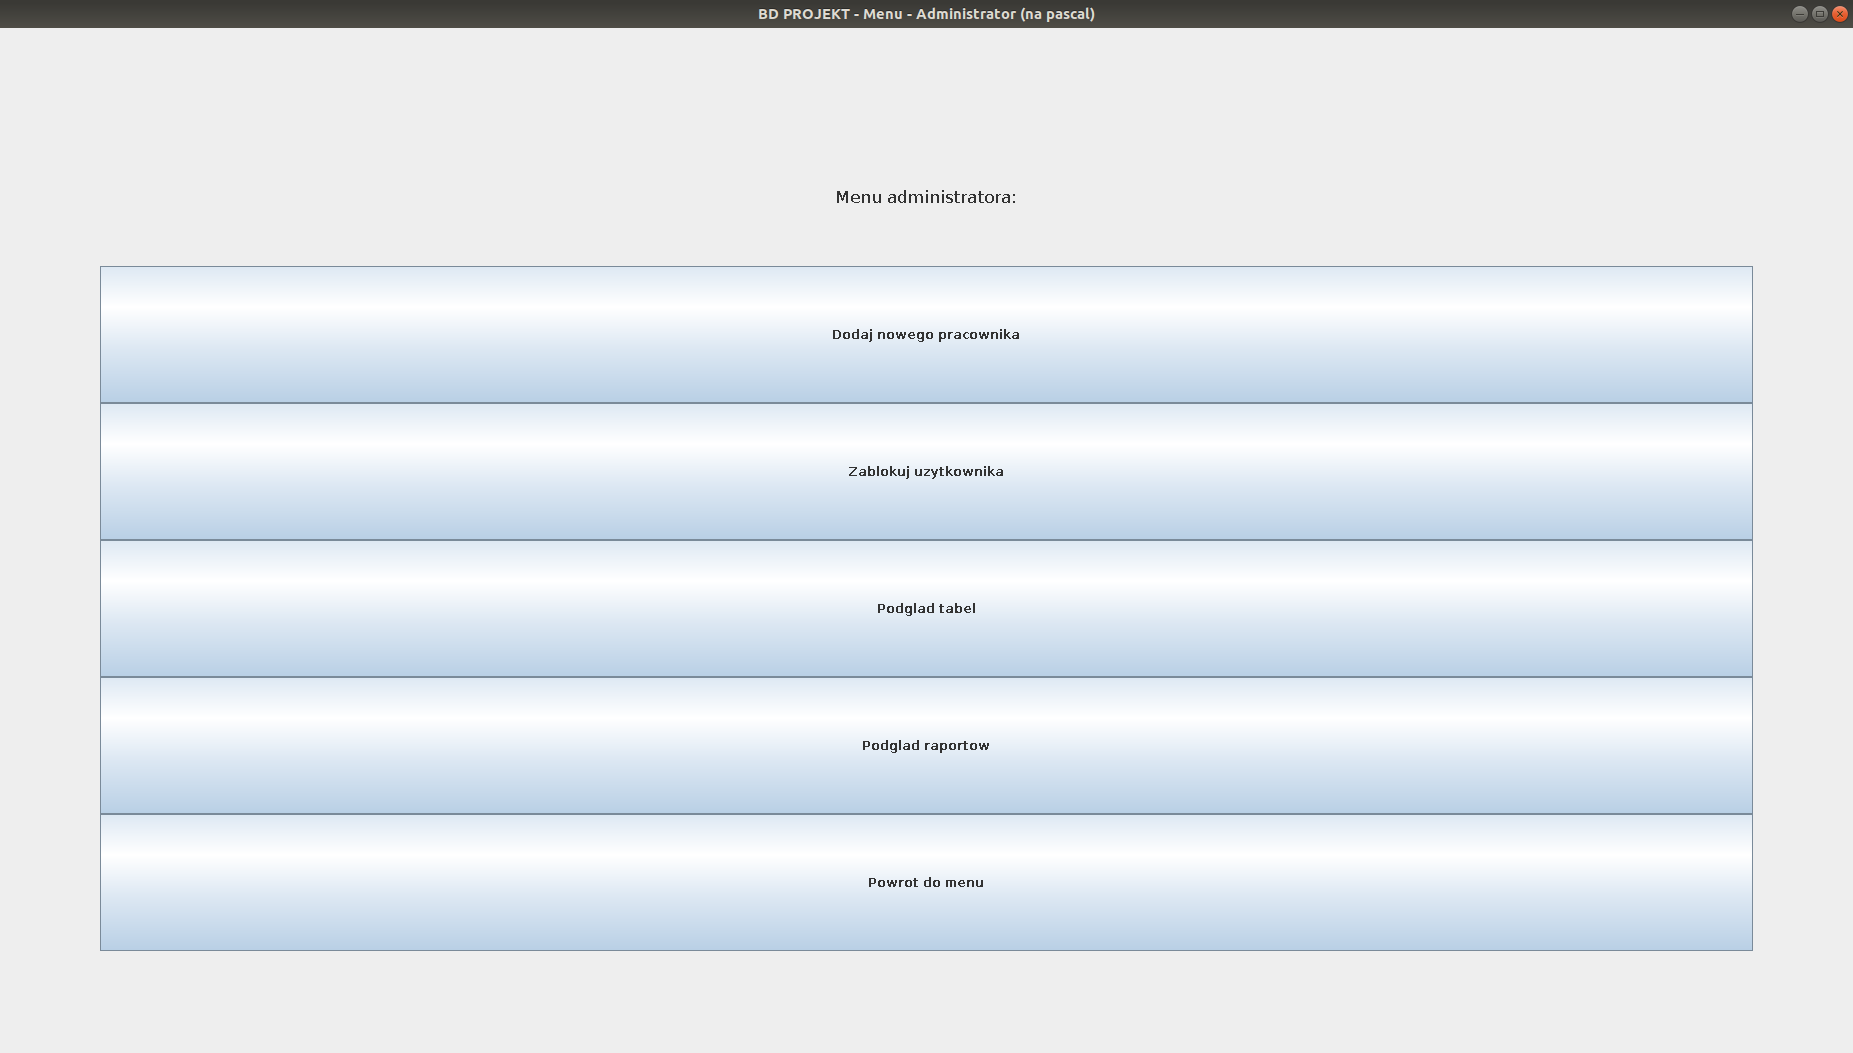 BD PROJEKT - Menu - Administrator (na pascal)
Menu administratora:
Dodaj nowego pracownika
Zablokuj uzytkownika
Podglad tabel
Podglad raportow
Powrot do menu